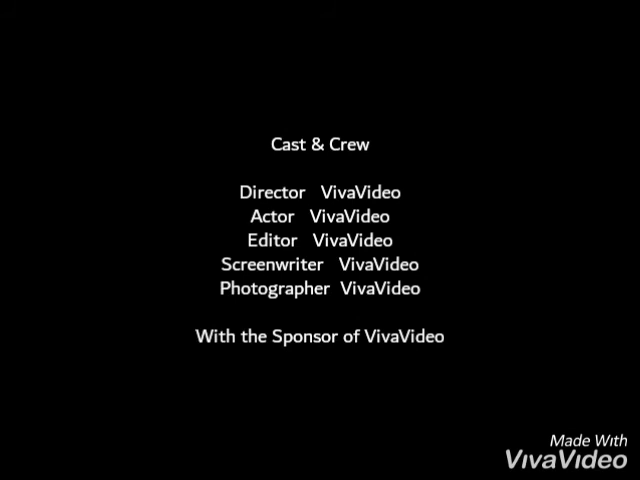 Cast & Crew
Director VivaVideo
Actor VivaVideo
Editor VivaVideo
Screenwriter VivaVideo
Photographer VivaVideo
With the Sponsor of VivaVideo
Made With
VivaVideo